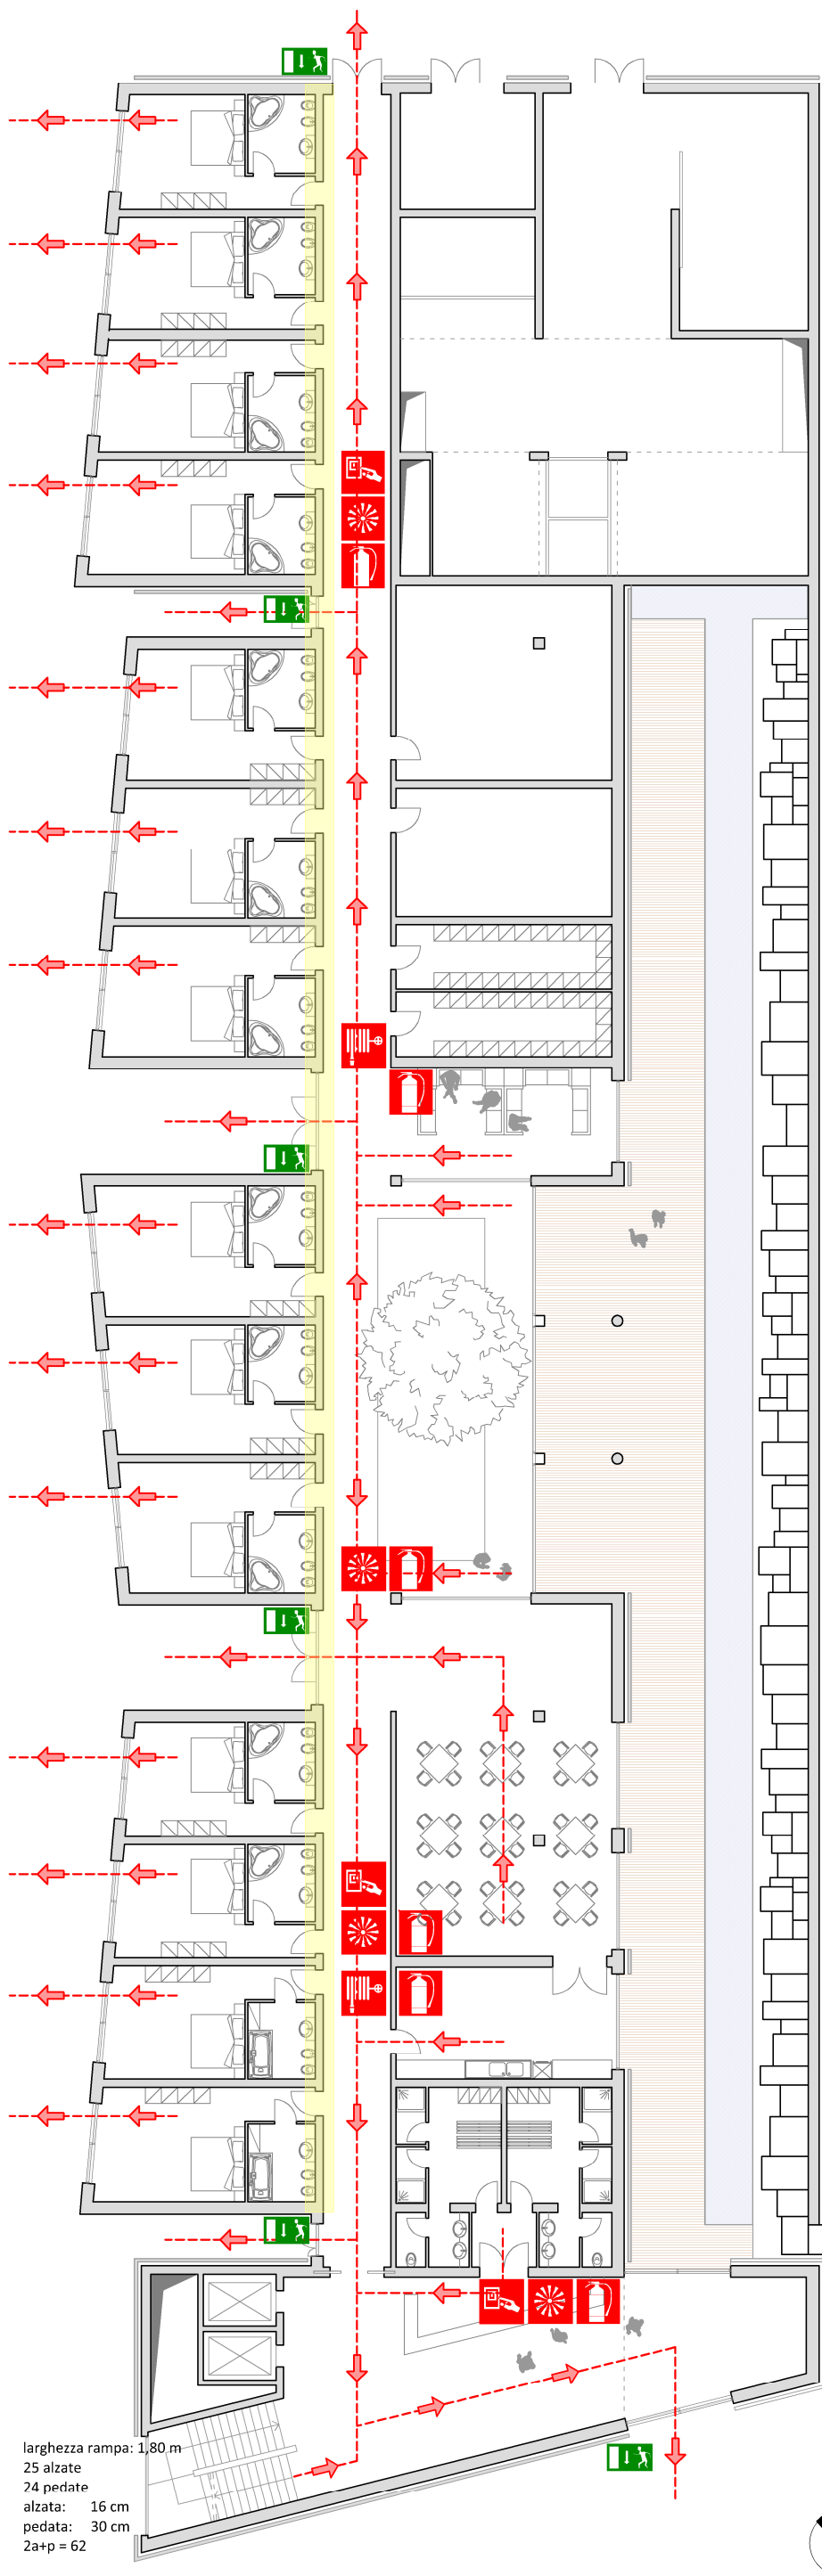 larghezza rampa: 1,80 m
25 alzate
24 pedate
alzata: 16 cm
pedata: 30 cm
2a+p = 62